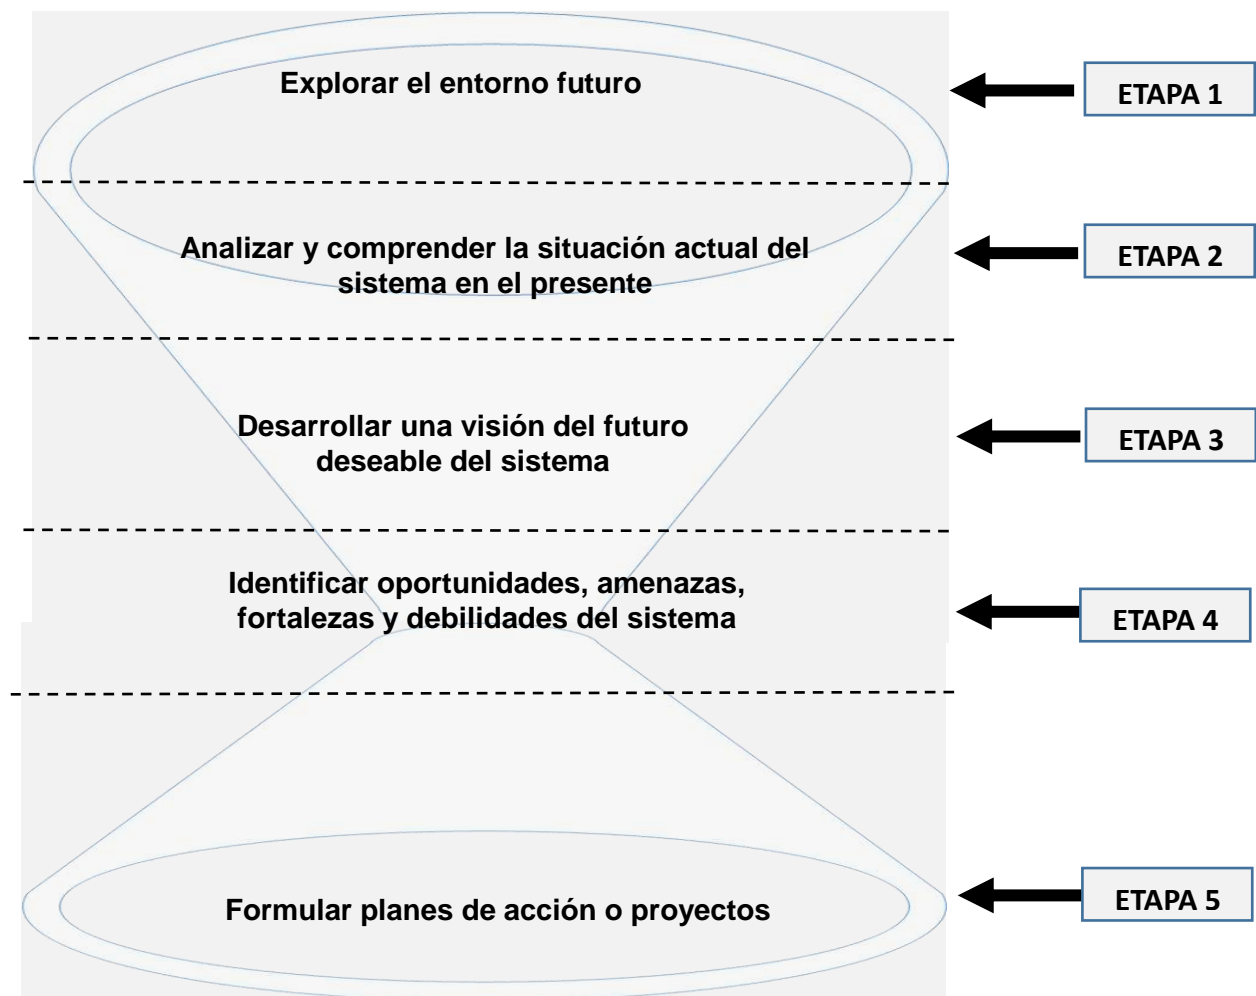 Explorar el entorno futuro
ETAPA 1
Analizar y comprender la situación actual del
sistema en el presente
ETAPA 2
Desarrollar una visión del futuro
deseable del sistema
ETAPA 3
Identificar oportunidades, amenazas,
fortalezas y debilidades del sistema
ETAPA 4
Formular planes de acción o proyectos
ETAPA 5